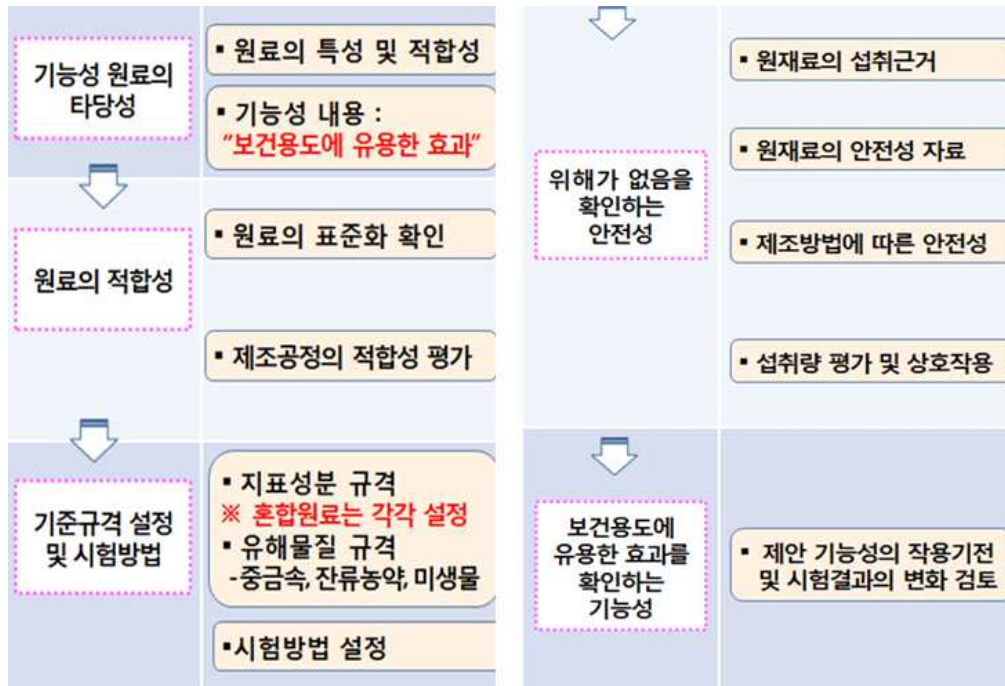 기능성 원료의
타당성
▪ 원료의 특성 및 적합성
▪ 기능성 내용 :
“보건용도에 유용한 효과”
원료의 적합성
▪ 원료의 표준화 확인
▪ 제조공정의 적합성 평가
기준규격 설정
및 시험방법
▪ 지표성분 규격
※ 혼합원료는 각각 설정
▪ 유해물질 규격
-중금속, 잔류농약, 미생물
▪시험방법 설정
위해가 없음을
확인하는
안전성
▪ 원재료의 섭취근거
▪ 원재료의 안전성 자료
▪ 제조방법에 따른 안전성
▪ 섭취량 평가 및 상호작용
보건용도에
유용한 효과를
확인하는
기능성
▪ 제안 기능성의 작용기전
및 시험결과의 변화 검토